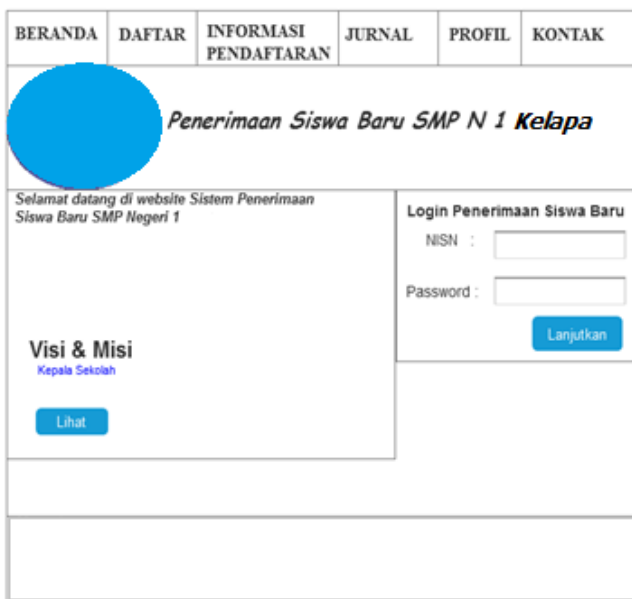 BERANDA DAFTAR INFORMASI PENDAFTARAN JURNAL PROFIL KONTAK
Penerimaan Siswa Baru SMP N 1 Kelapa
Selamat datang di website Sistem Penerimaan
Siswa Baru SMP Negeri 1
Login Penerimaan Siswa Baru
NISN :
Password :
Lanjutkan
Visi & Misi
Kepala Sekolah
Lihat